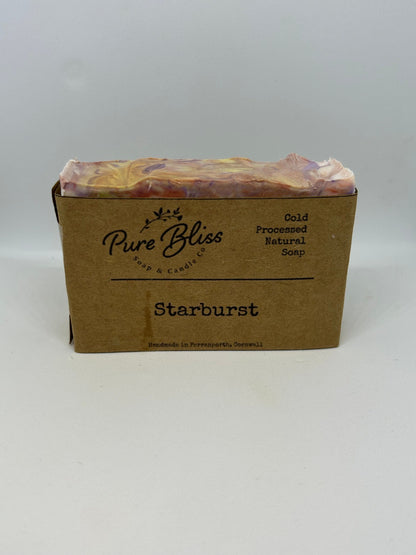 Pure Bliss
Soap & Candle Co
Cold
Processed
Natural
Soap
Starburst
Handmade in Perranporth, Cornwall